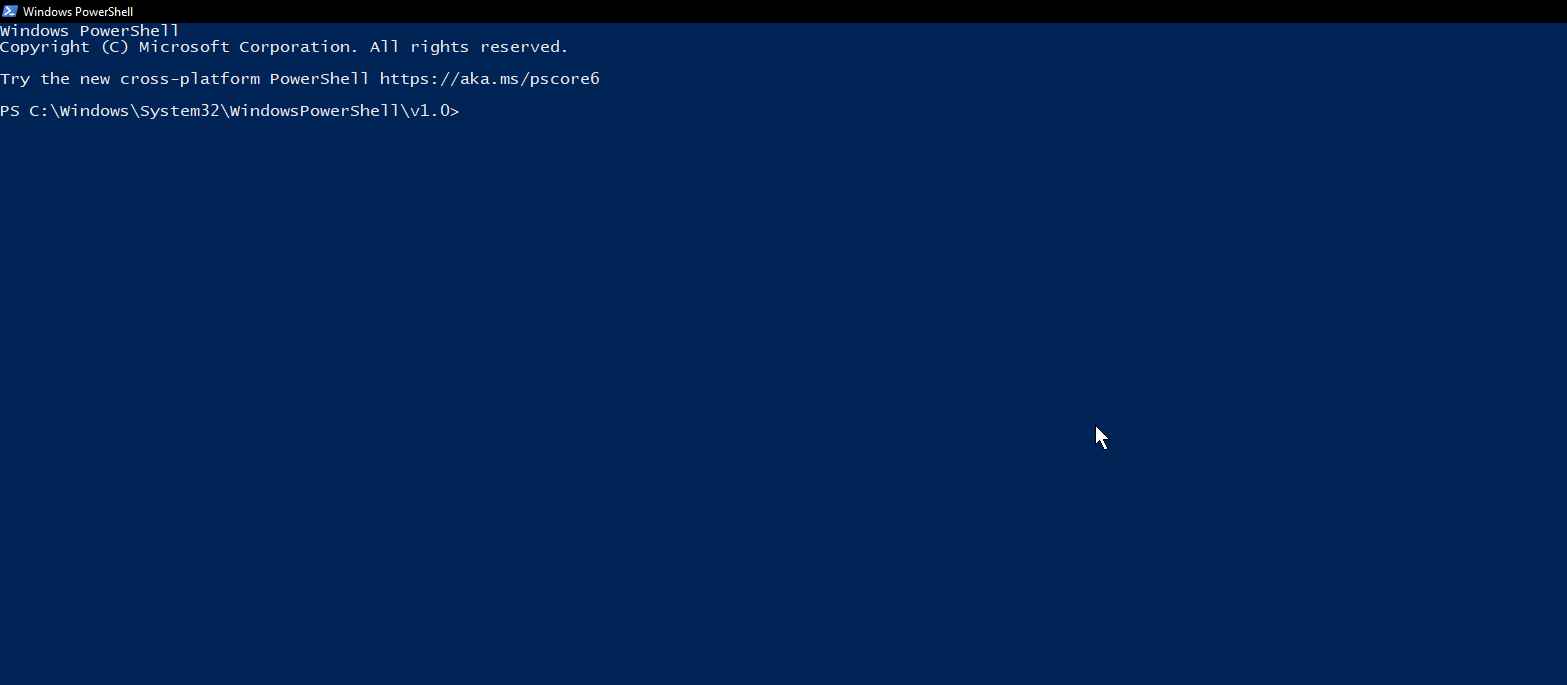 Windows PowerShell
Windows PowerShell
Copyright (C) Microsoft Corporation. All rights reserved.
Try the new cross-platform PowerShell https://aka.ms/pscore6
PS C:\Windows\System32\WindowsPowerShell\v1.0>